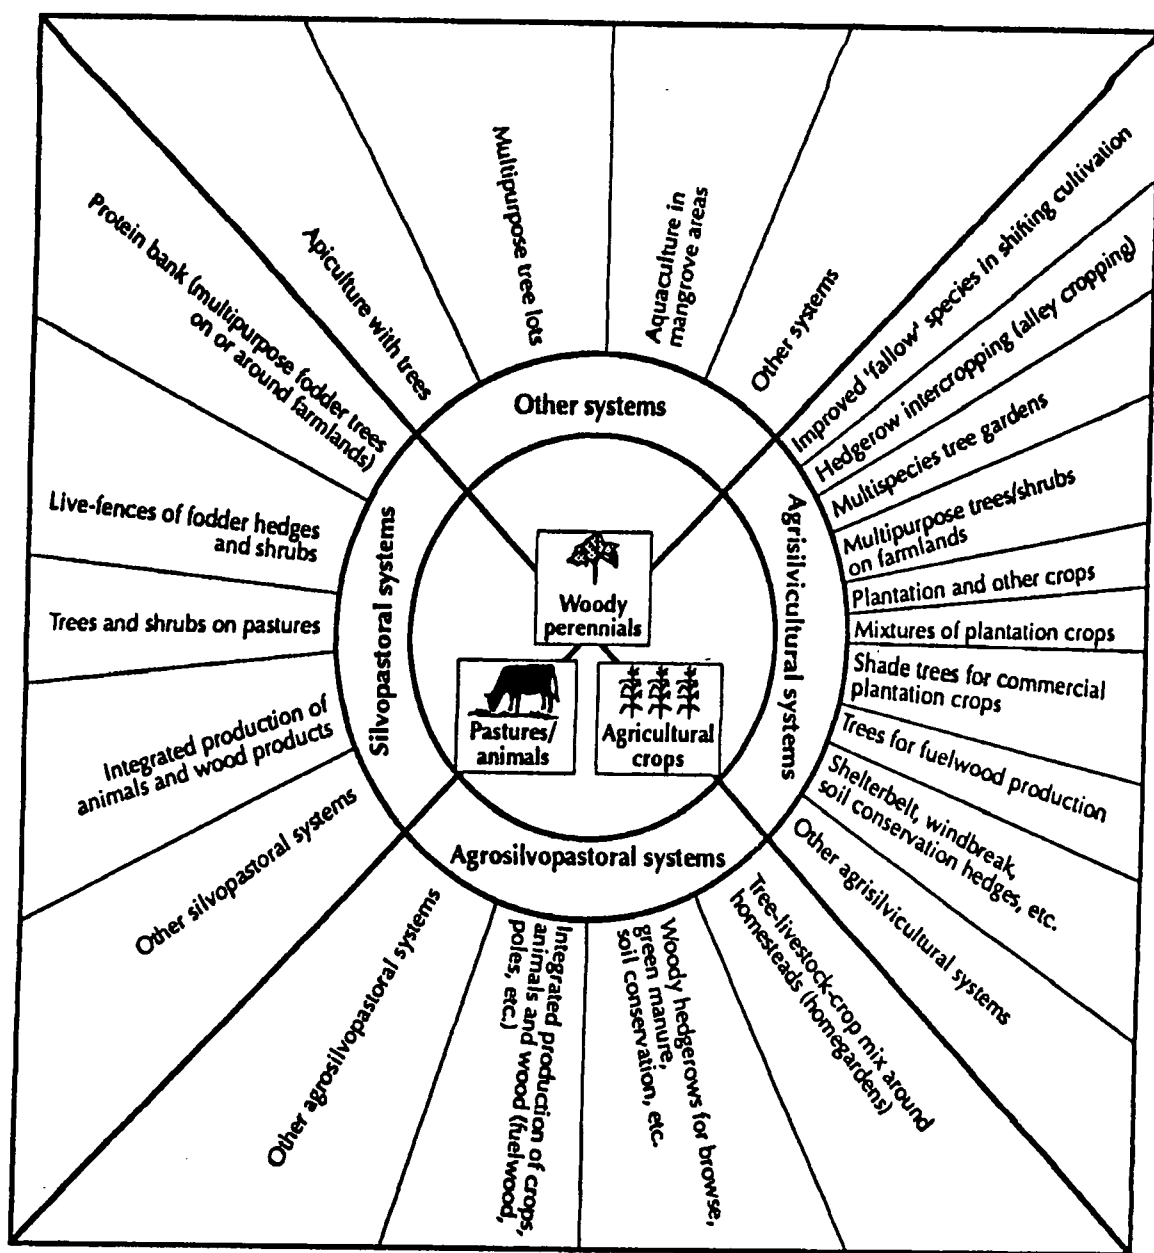 Apiculture with trees
Multipurpose tree lots
Aquaculture in
mangrove areas
Other systems
Other systems
Improved 'fallow' species in shifting cultivation
Hedgerow intercropping (alley cropping)
Multispecies tree gardens
Multipurpose trees/shrubs
on farmlands
Plantation and other crops
Mixtures of plantation crops
Shade trees for commercial
plantation crops
Trees for fuelwood production
Shelterbelt, windbreak,
soil conservation hedges, etc.
Other agrisilvicultural systems
Agrisilvicultural systems
Tree-livestock-crop mix around
homesteads (homegardens)
Woody hedgerows for browse,
green manure,
soil conservation, etc.
Integrated production of crops,
animals and wood (fuelwood,
poles, etc.)
Other agrosilvopastoral systems
Agrosilvopastoral systems
Other silvopastoral systems
Integrated production of
animals and wood products
Trees and shrubs on pastures
Live-fences of fodder hedges
and shrubs
Protein bank (multipurpose fodder trees
on or around farmlands)
Silvopastoral systems
Woody
perennials
Pastures/
animals
Agricultural
crops